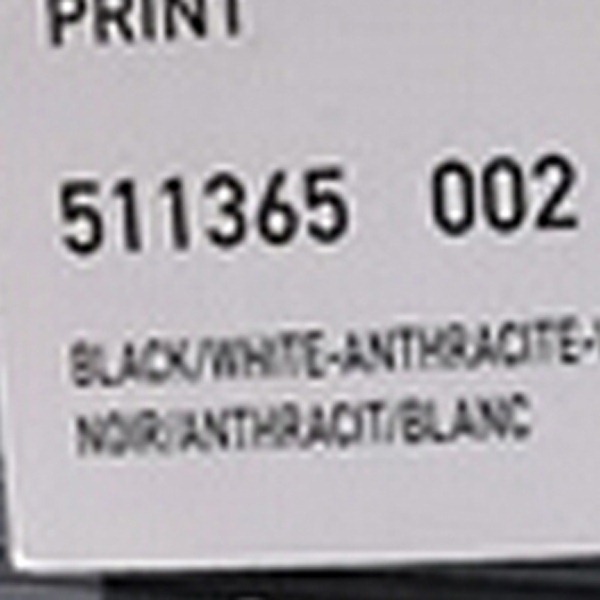 PRINT
511365 002
BLACK/WHITE-ANTHRACITE-
NOIR/ANTHRACIT/BLANC